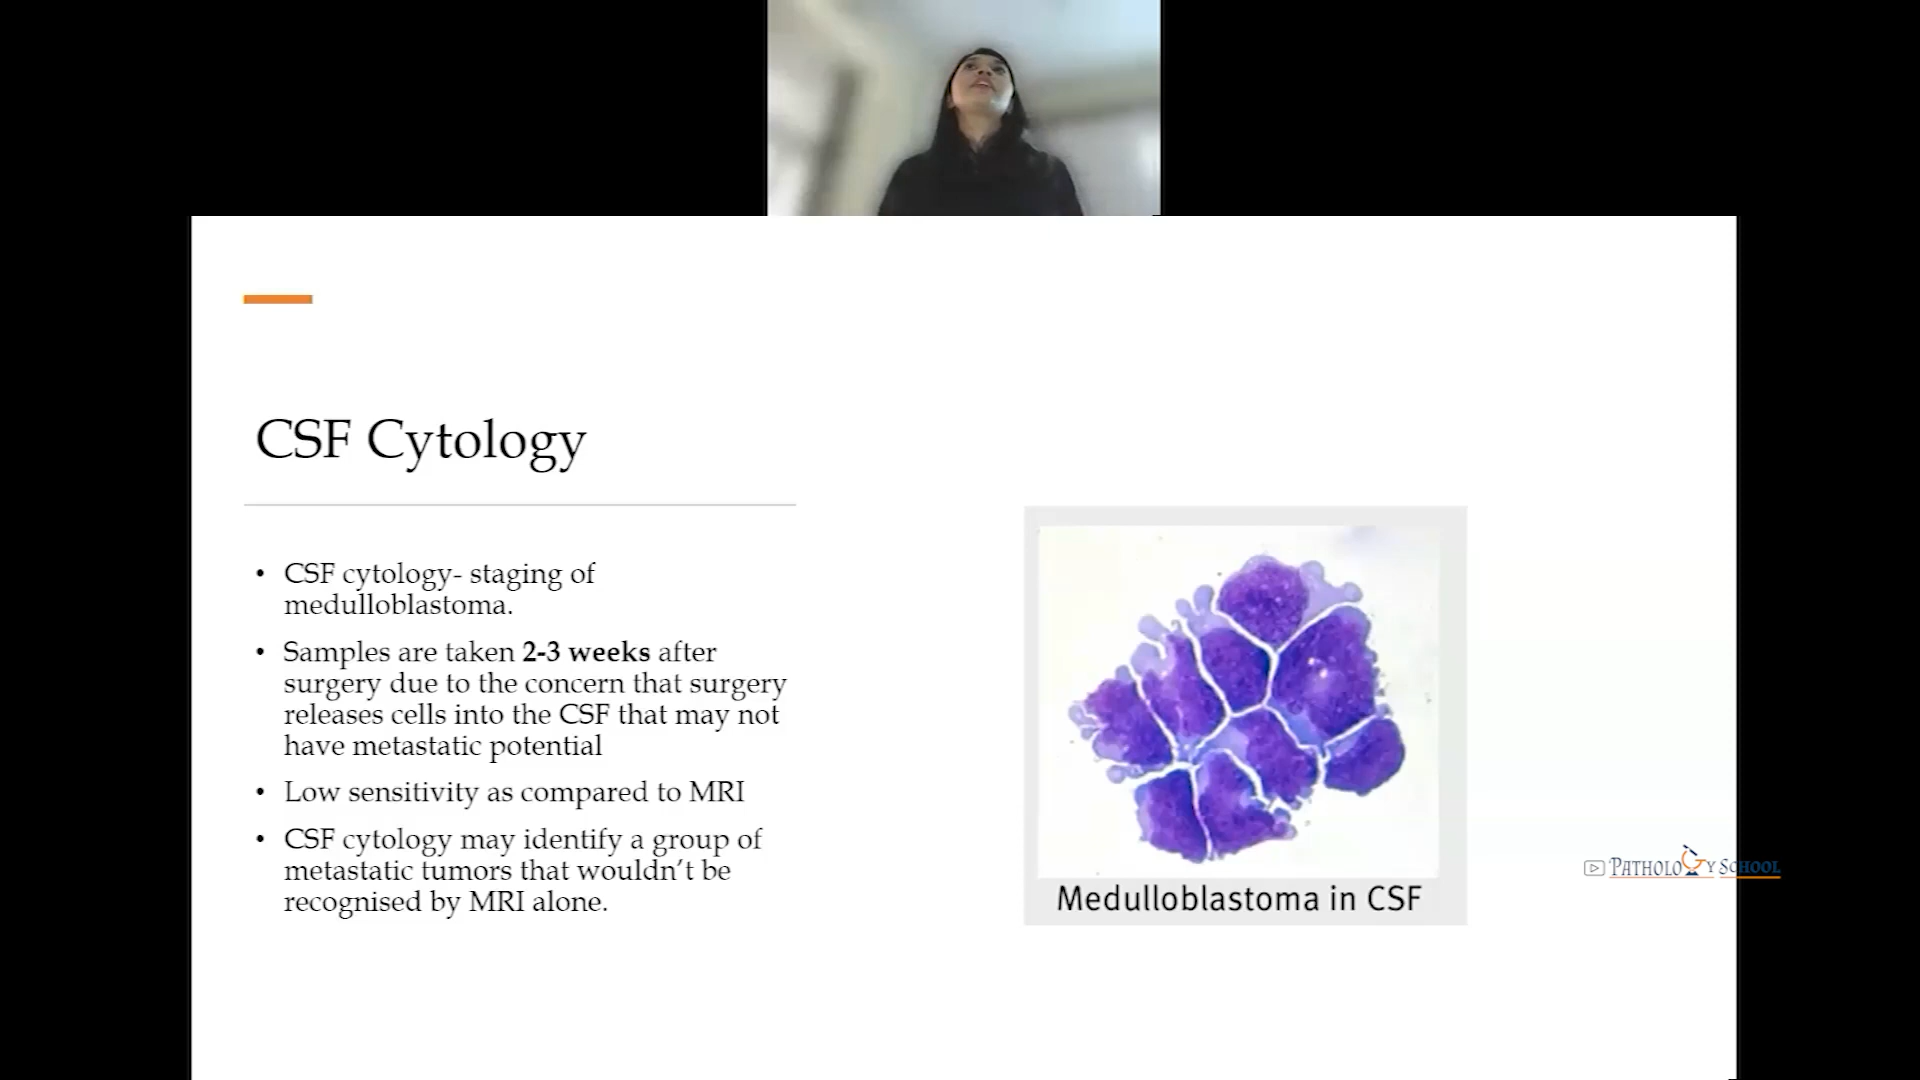 CSF Cytology
• CSF cytology- staging of
medulloblastoma.
• Samples are taken 2-3 weeks after
surgery due to the concern that surgery
releases cells into the CSF that may not
have metastatic potential
• Low sensitivity as compared to MRI
• CSF cytology may identify a group of
metastatic tumors that wouldn’t be
recognised by MRI alone.
Medulloblastoma in CSF
PATHOLOGY SCHOOL